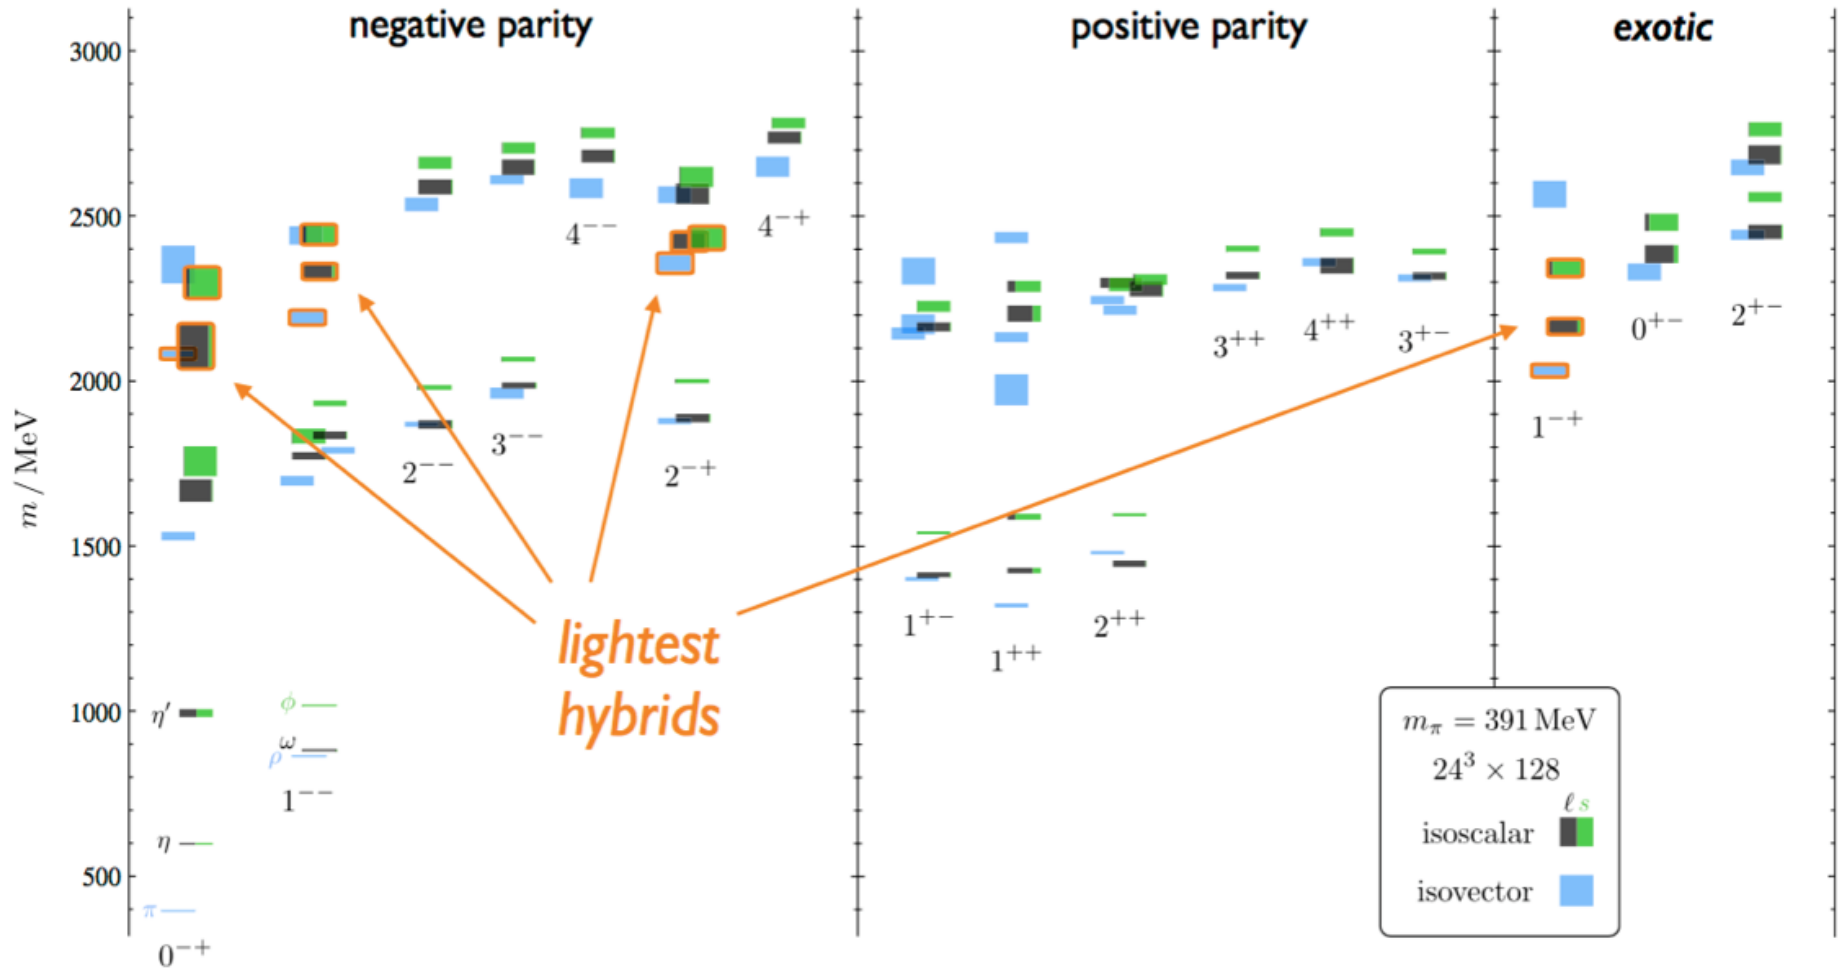 negative parity
positive parity
exotic
3000
2500
2000
1500
1000
500
m / MeV
4⁻⁻
4⁻⁺
2⁻⁻
3⁻⁻
2⁻⁺
3⁺⁺
4⁺⁺
3⁺⁻
0⁺⁻
2⁺⁻
1⁻⁺
1⁺⁻
1⁺⁺
2⁺⁺
lightest
hybrids
η′
ϕ
ω
ρ
1⁻⁻
η
π
0⁻⁺
m_π = 391 MeV
24³ × 128
ℓ s
isoscalar
isovector